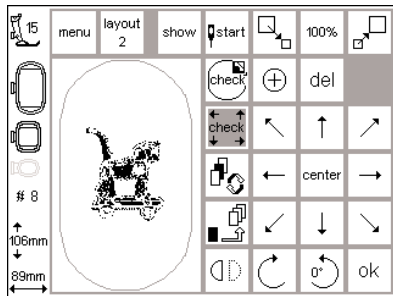 15
menu
layout
2
show
start
100%
check
del
check
center
# 8
106mm
89mm
0°
ok